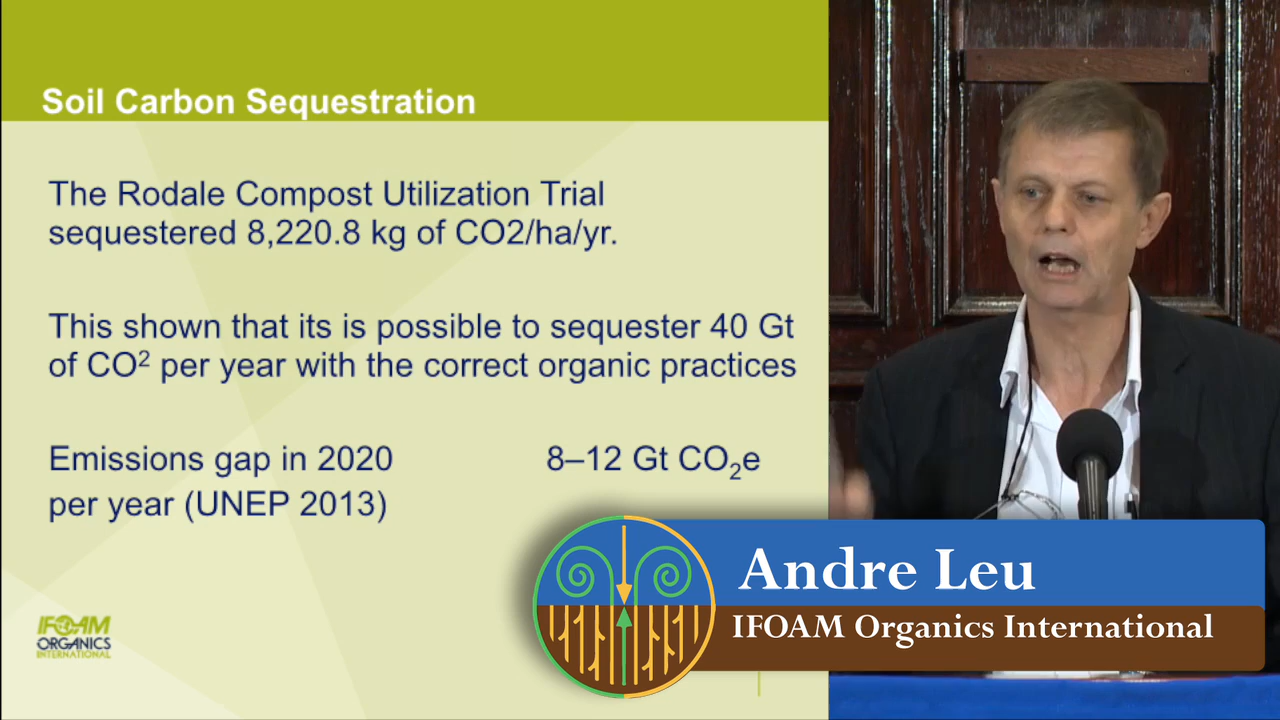 Soil Carbon Sequestration
The Rodale Compost Utilization Trial
sequestered 8,220.8 kg of CO2/ha/yr.
This shown that its is possible to sequester 40 Gt
of CO² per year with the correct organic practices
Emissions gap in 2020 8–12 Gt CO₂e
per year (UNEP 2013)
IFOAM
ORGANICS
INTERNATIONAL
Andre Leu
IFOAM Organics International